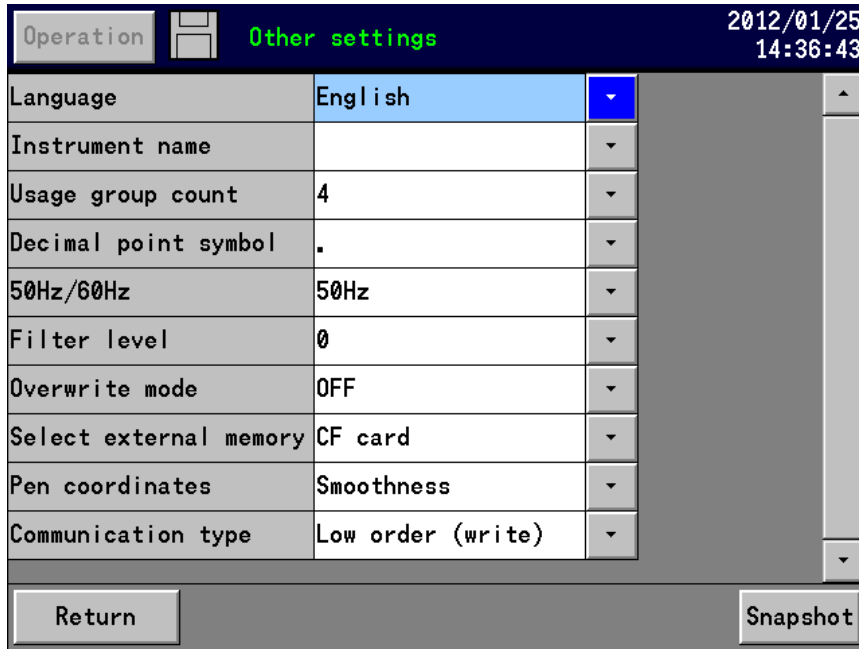 Operation Other settings 2012/01/25
14:36:43
Language English
Instrument name
Usage group count 4
Decimal point symbol .
50Hz/60Hz 50Hz
Filter level 0
Overwrite mode OFF
Select external memory CF card
Pen coordinates Smoothness
Communication type Low order (write)
Return Snapshot